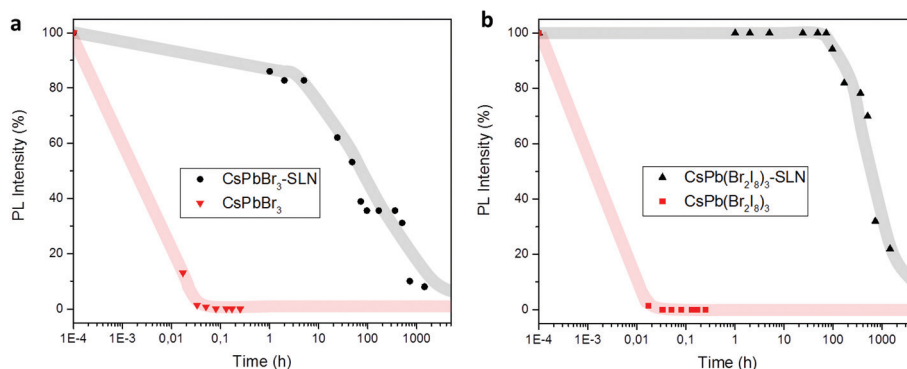 a
PL Intensity (%)
100
80
60
40
20
0
CsPbBr3-SLN
CsPbBr3
1E-4 1E-3 0,01 0,1 1 10 100 1000
Time (h)
b
PL Intensity (%)
100
80
60
40
20
0
CsPb(Br2I8)3-SLN
CsPb(Br2I8)3
1E-4 1E-3 0,01 0,1 1 10 100 1000
Time (h)